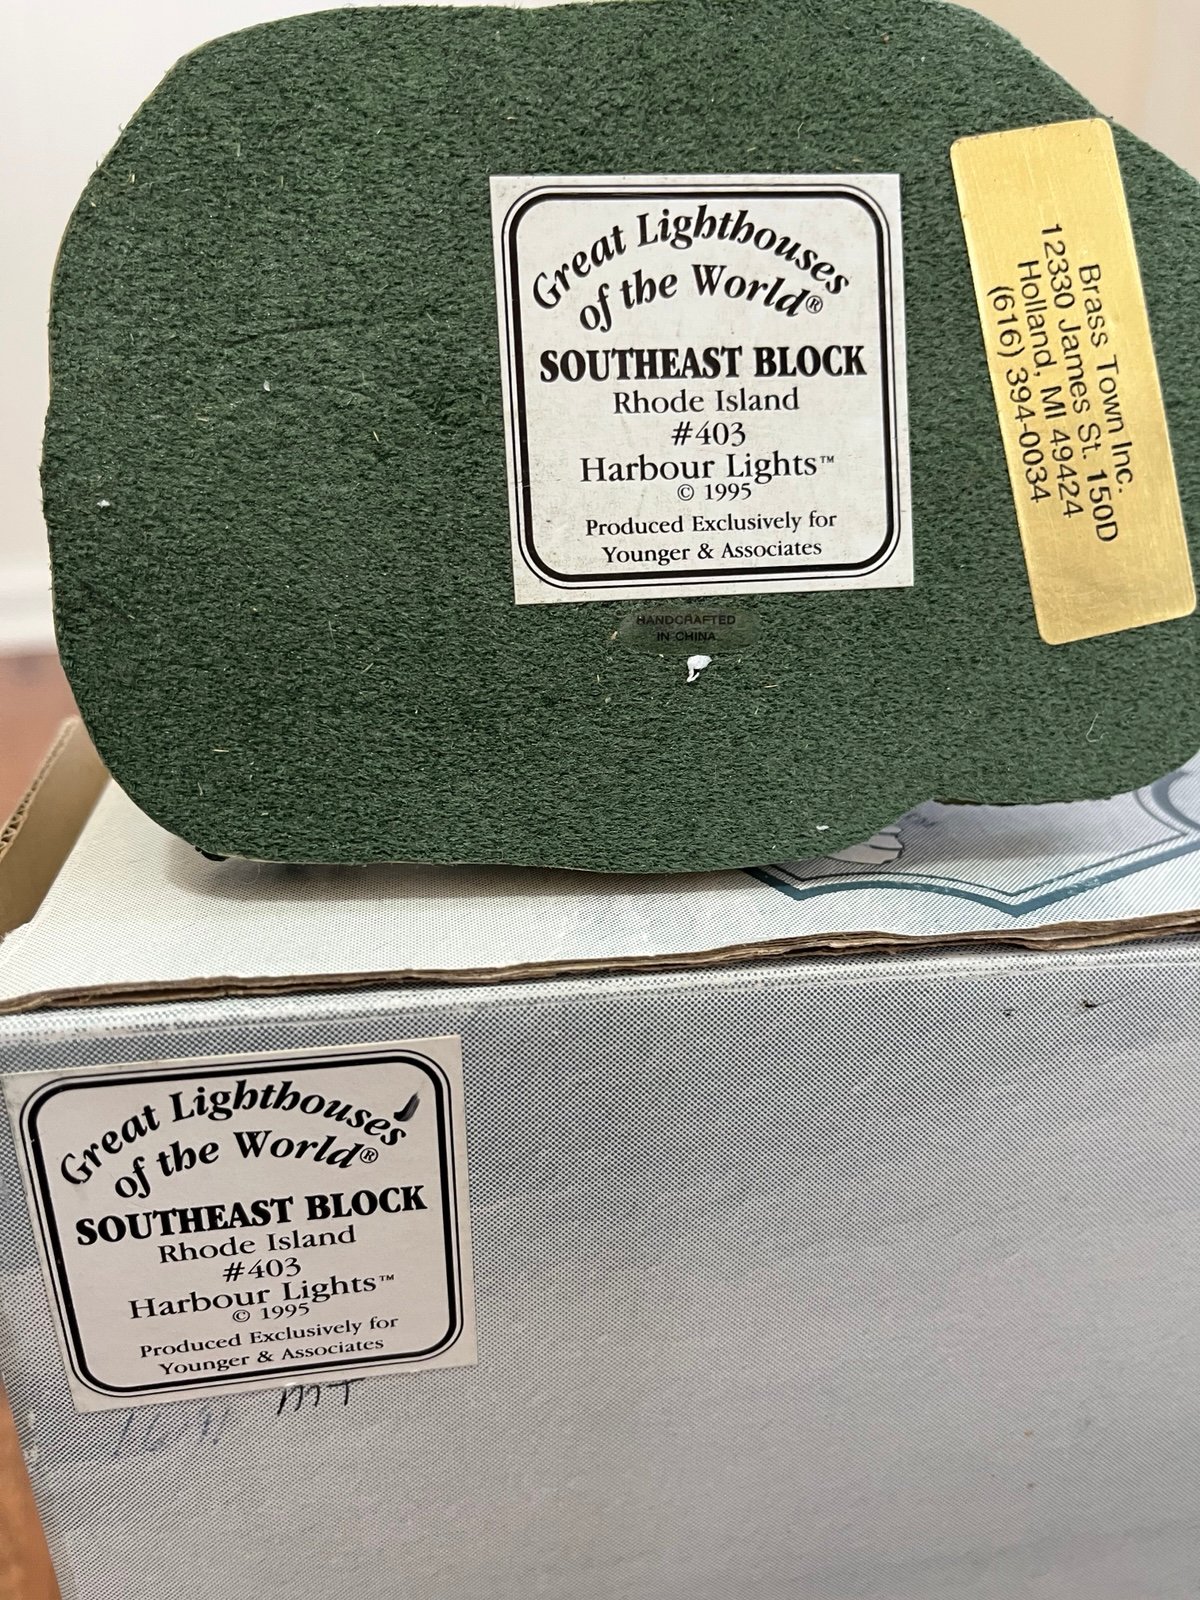 Great Lighthouses
of the World®
SOUTHEAST BLOCK
Rhode Island
#403
Harbour Lights™
© 1995
Produced Exclusively for
Younger & Associates
HANDCRAFTED
IN CHINA
Brass Town Inc.
12330 James St. 150D
Holland, MI 49424
(616) 394-0034
TM
Great Lighthouses
of the World®
SOUTHEAST BLOCK
Rhode Island
#403
Harbour Lights™
© 1995
Produced Exclusively for
Younger & Associates